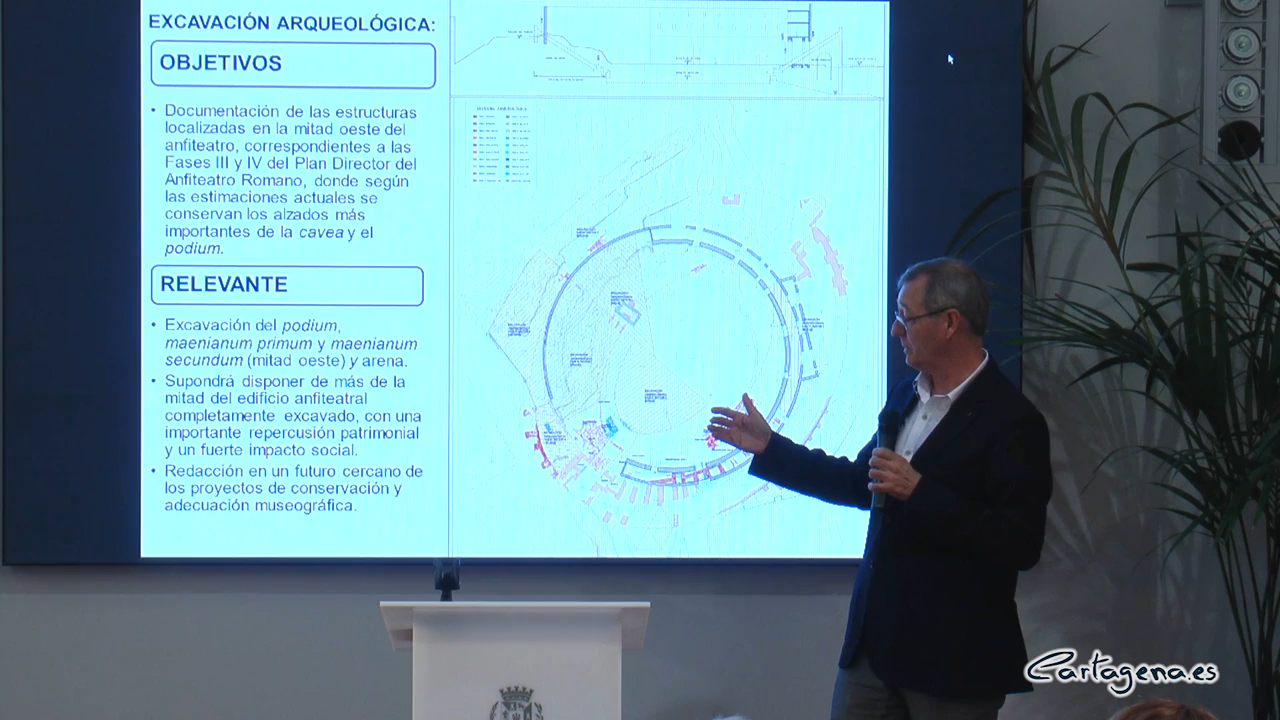 EXCAVACIÓN ARQUEOLÓGICA:
OBJETIVOS
• Documentación de las estructuras
localizadas en la mitad oeste del
anfiteatro, correspondientes a las
Fases III y IV del Plan Director del
Anfiteatro Romano, donde según
las estimaciones actuales se
conservan los alzados más
importantes de la cavea y el
podium.
RELEVANTE
• Excavación del podium,
maenianum primum y maenianum
secundum (mitad oeste) y arena.
• Supondrá disponer de más de la
mitad del edificio anfiteatral
completamente excavado, con una
importante repercusión patrimonial
y un fuerte impacto social.
• Redacción en un futuro cercano de
los proyectos de conservación y
adecuación museográfica.
Cartagena.es